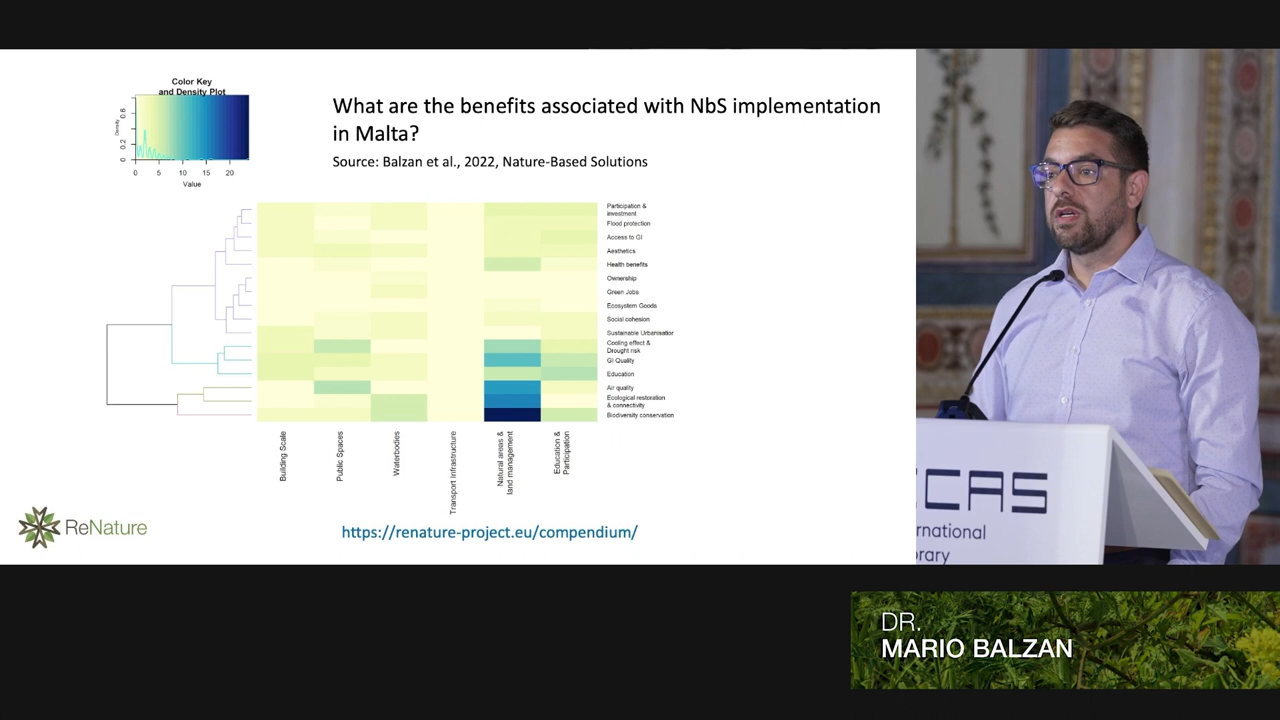 Color Key
and Density Plot
Density
0
0.2
0.6
0
5
10
15
20
Value
What are the benefits associated with NbS implementation
in Malta?
Source: Balzan et al., 2022, Nature-Based Solutions
Participation &
investment
Flood protection
Access to GI
Aesthetics
Health benefits
Ownership
Green Jobs
Ecosystem Goods
Social cohesion
Sustainable Urbanisation
Cooling effect &
Drought risk
GI Quality
Education
Air quality
Ecological restoration
& connectivity
Biodiversity conservation
Building Scale
Public Spaces
Waterbodies
Transport Infrastructure
Natural areas &
land management
Education &
Participation
ReNature
https://renature-project.eu/compendium/
CAS
rnational
rary
DR.
MARIO BALZAN